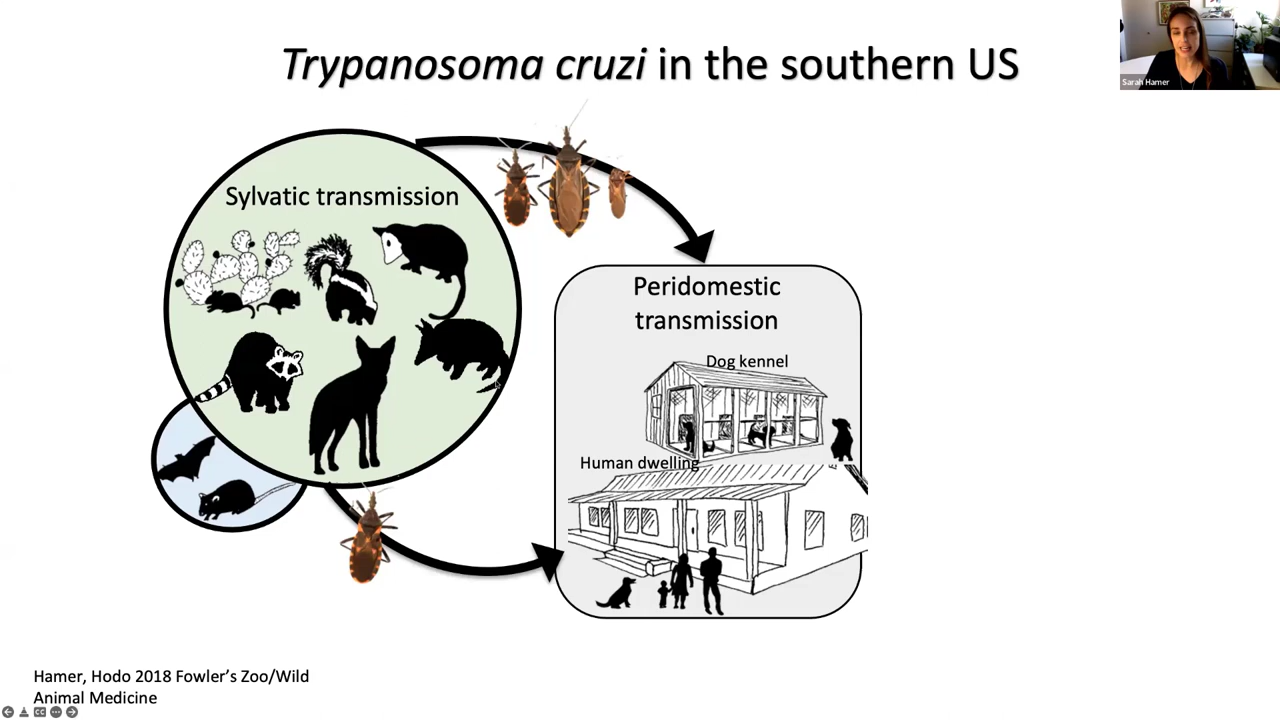 Trypanosoma cruzi in the southern US
Sarah Hamer
Sylvatic transmission
Peridomestic
transmission
Dog kennel
Human dwelling
Hamer, Hodo 2018 Fowler's Zoo/Wild
Animal Medicine